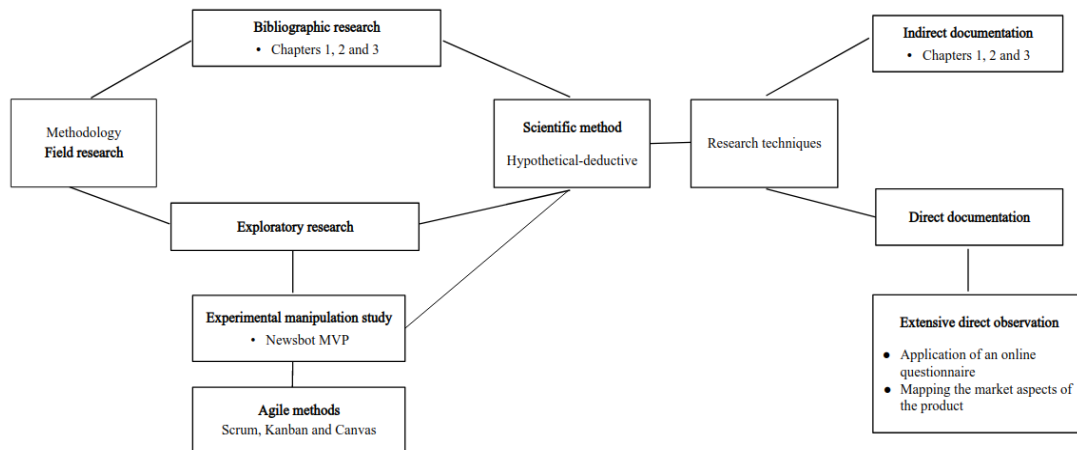 Bibliographic research
• Chapters 1, 2 and 3
Indirect documentation
• Chapters 1, 2 and 3
Methodology
Field research
Scientific method
Hypothetical-deductive
Research techniques
Exploratory research
Direct documentation
Experimental manipulation study
• Newsbot MVP
Extensive direct observation
● Application of an online
questionnaire
● Mapping the market aspects of
the product
Agile methods
Scrum, Kanban and Canvas